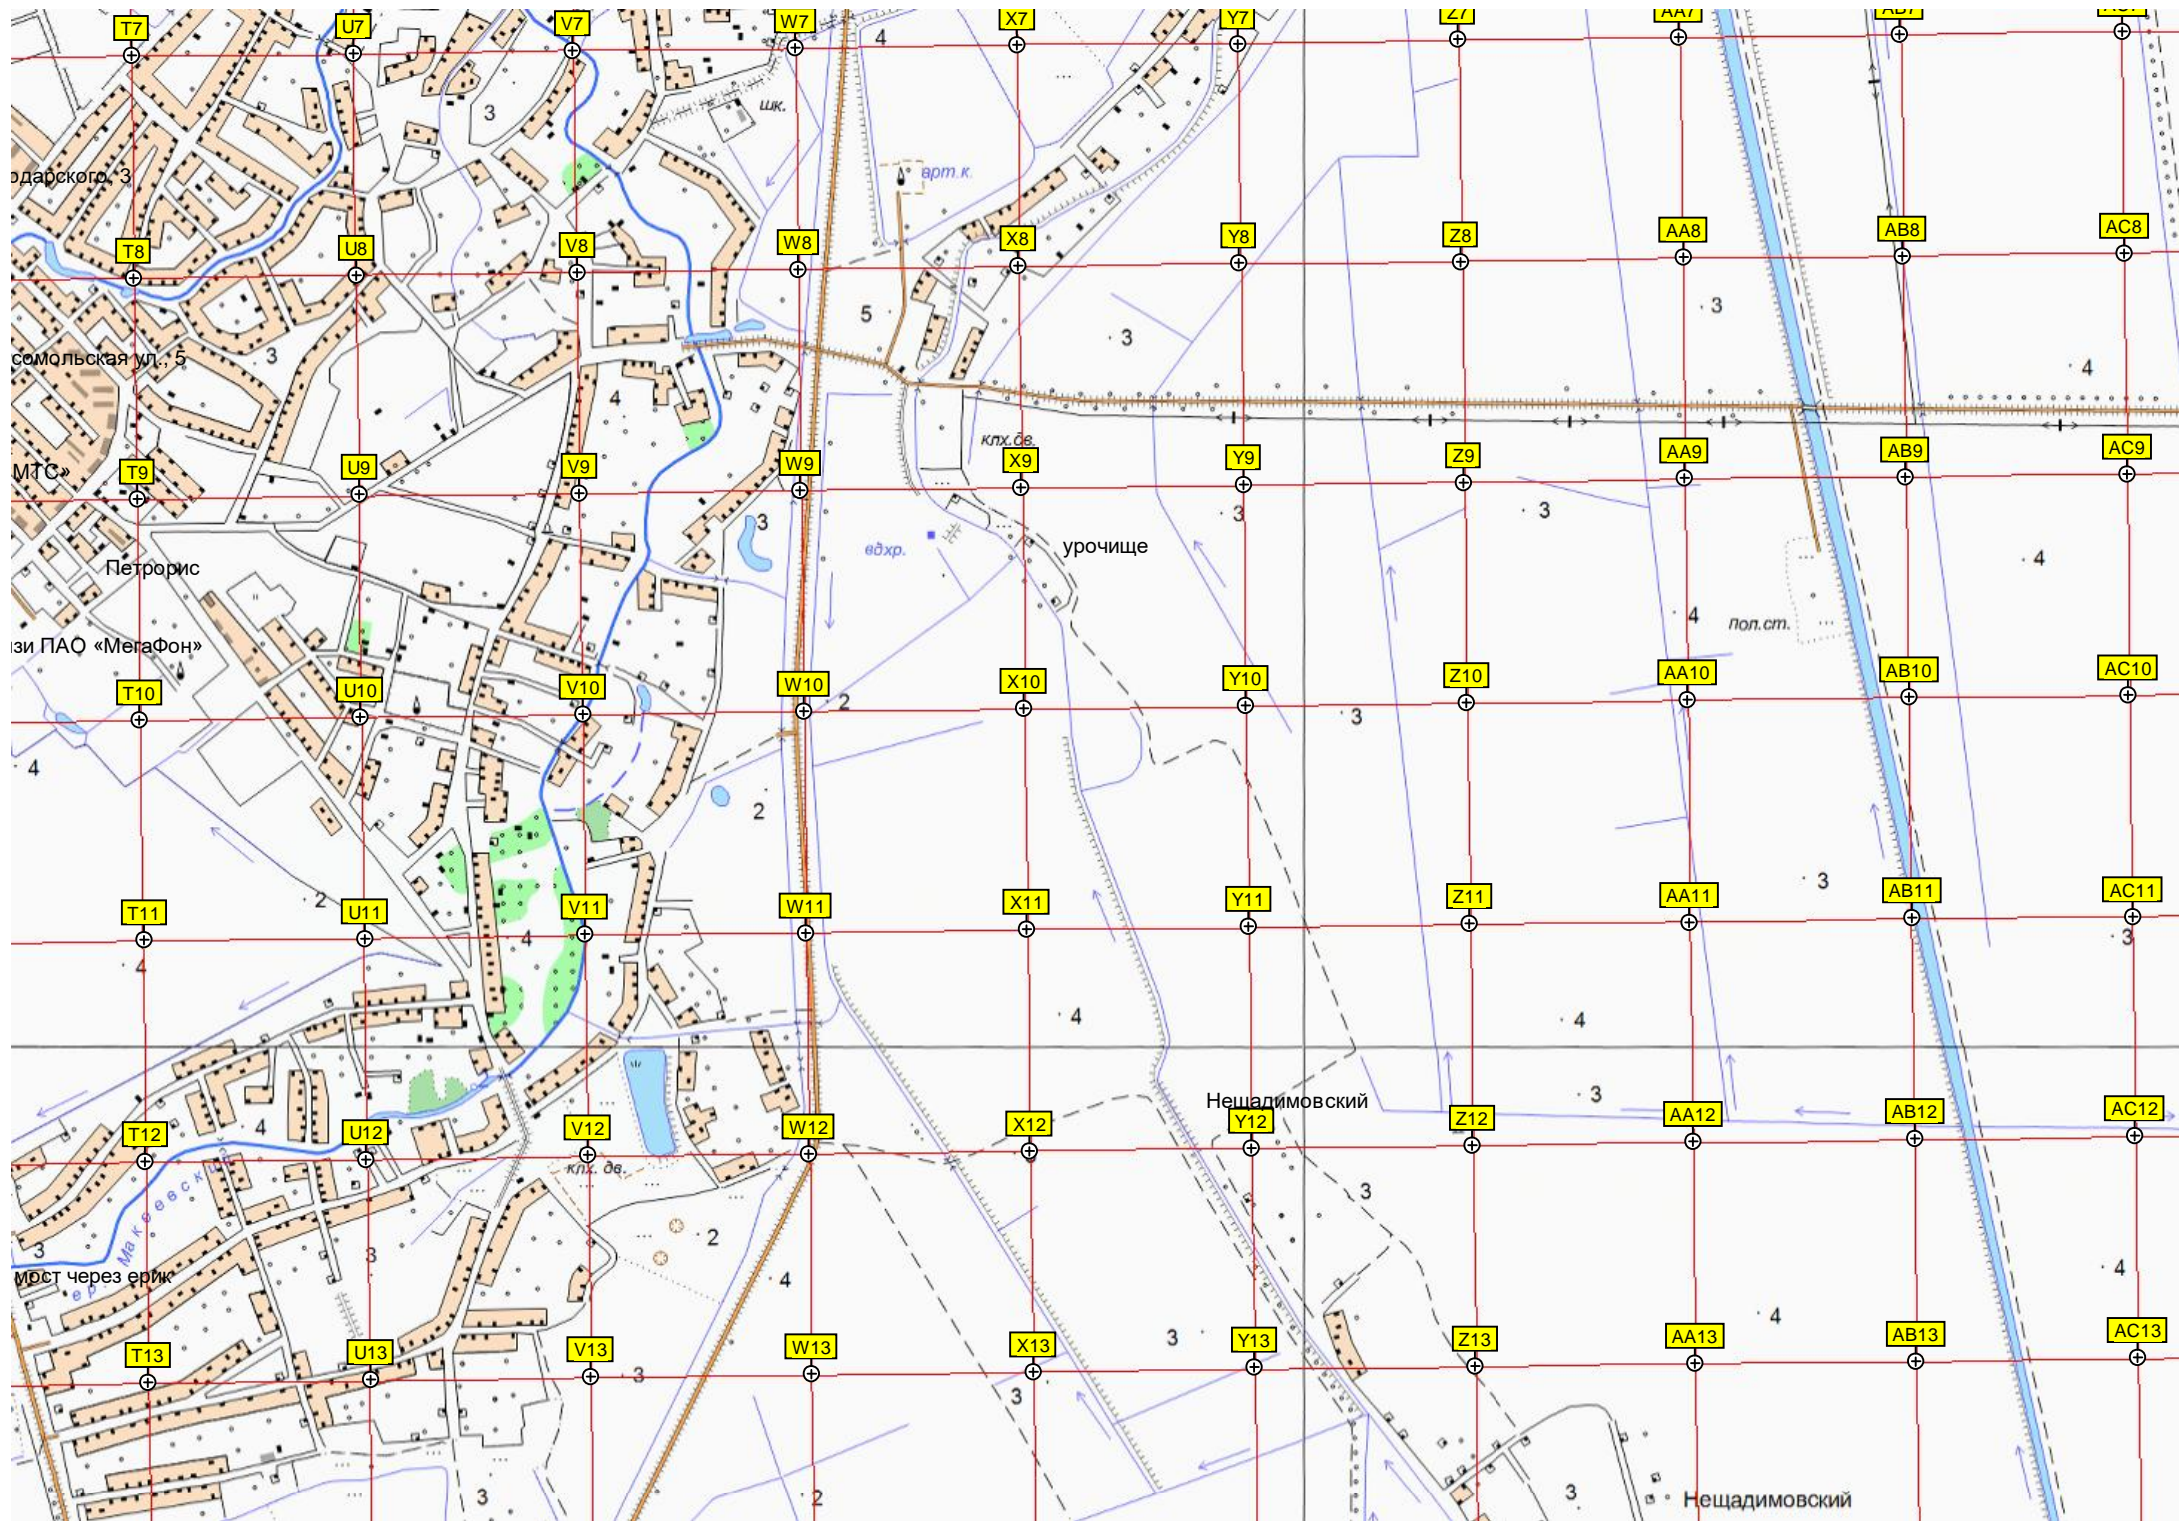 T7 U7 V7 W7 X7 Y7 Z7 AA7
4
3
шк.
одарского, 3
арт.к.
T8 U8 V8 W8 X8 Y8 Z8 AA8 AB8 AC8
5
3
3
3
сомольская ул., 5
4
4
клх.дв.
МТС»
T9 U9 V9 W9 X9 Y9 Z9 AA9 AB9 AC9
3
3
3
вдхр.
урочище
4
Петрорис
4
пол.ст.
зи ПАО «МегаФон»
T10 U10 V10 W10 X10 Y10 Z10 AA10 AB10 AC10
2
3
4
2
3
2
T11 U11 V11 W11 X11 Y11 Z11 AA11 AB11 AC11
4
4
3
4
4
3
Нещадимовский
4
T12 U12 V12 W12 X12 Y12 Z12 AA12 AB12 AC12
клх. дв.
ер. Макеевский
3
3
3
2
4
4
мост через ерик
4
3
T13 U13 V13 W13 X13 Y13 Z13 AA13 AB13 AC13
3
3
3
2
3
Нещадимовский